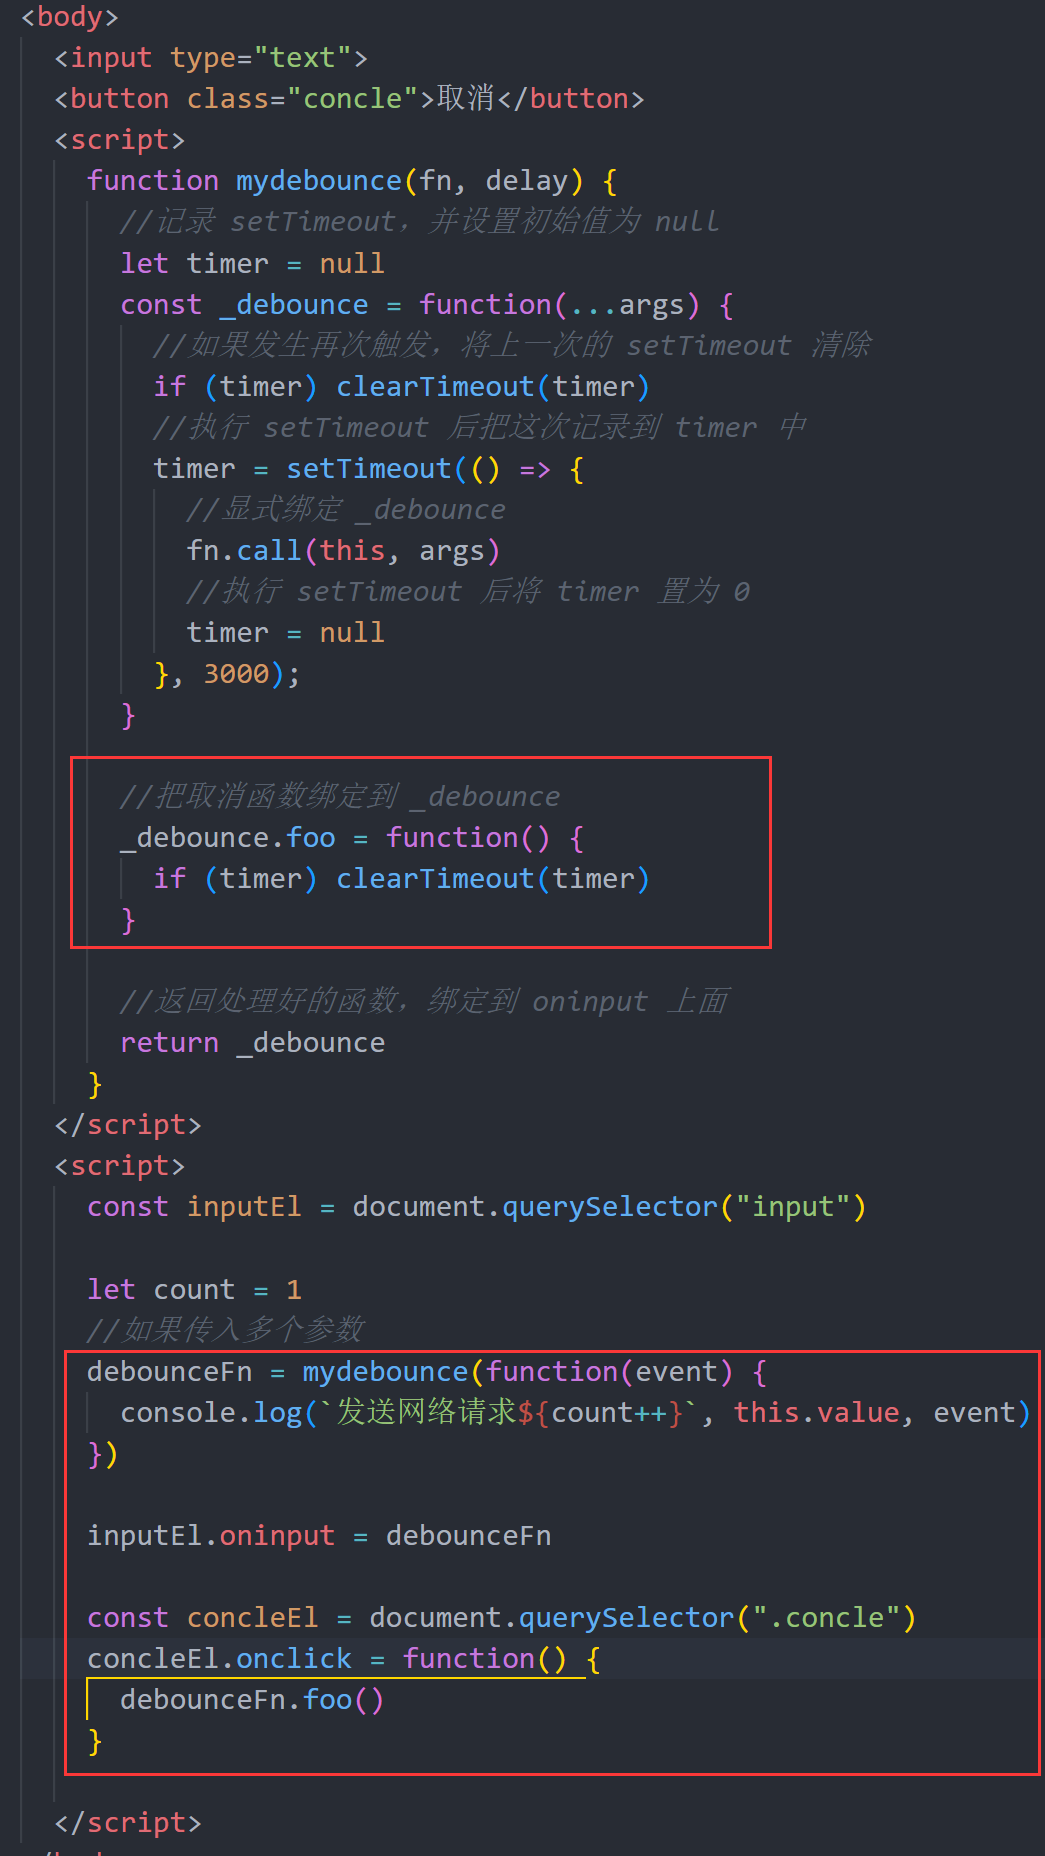 <body>
<input type="text">
<button class="concle">取消</button>
<script>
function mydebounce(fn, delay) {
//记录 setTimeout，并设置初始值为 null
let timer = null
const _debounce = function(...args) {
//如果发生再次触发，将上一次的 setTimeout 清除
if (timer) clearTimeout(timer)
//执行 setTimeout 后把这次记录到 timer 中
timer = setTimeout(() => {
//显式绑定 _debounce
fn.call(this, args)
//执行 setTimeout 后将 timer 置为 0
timer = null
}, 3000);
}
//把取消函数绑定到 _debounce
_debounce.foo = function() {
if (timer) clearTimeout(timer)
}
//返回处理好的函数，绑定到 oninput 上面
return _debounce
}
</script>
<script>
const inputEl = document.querySelector("input")
let count = 1
//如果传入多个参数
debounceFn = mydebounce(function(event) {
console.log(`发送网络请求${count++}`, this.value, event)
})
inputEl.oninput = debounceFn
const concleEl = document.querySelector(".concle")
concleEl.onclick = function() {
debounceFn.foo()
}
</script>